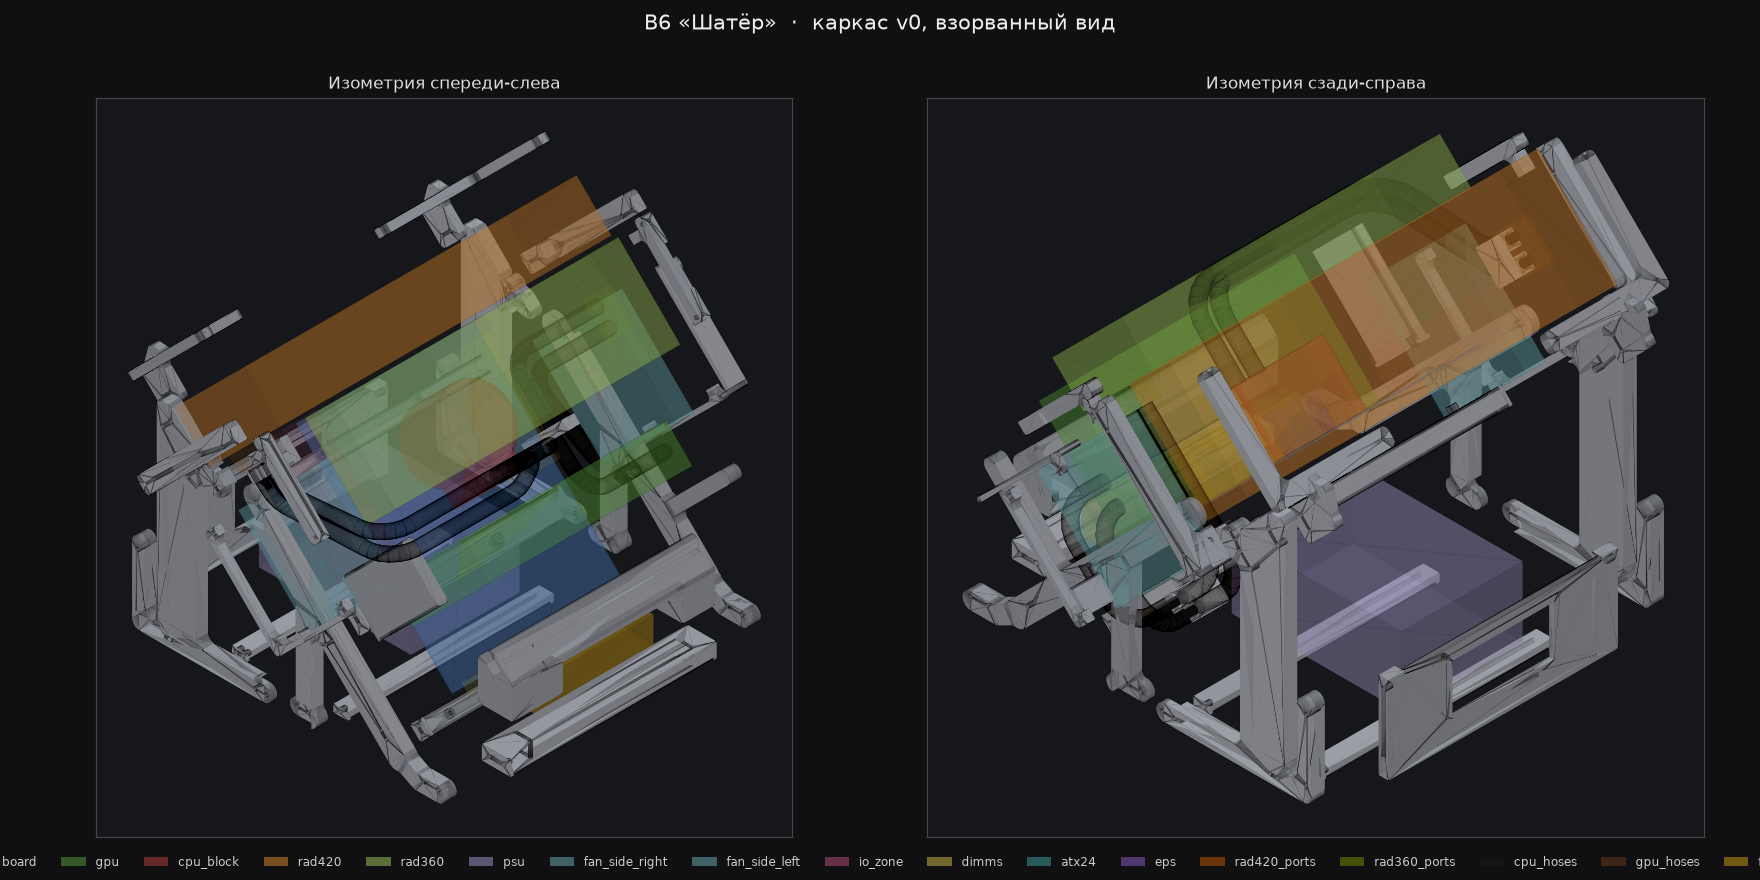 B6 «Шатёр» · каркас v0, взорванный вид
Изометрия спереди-слева
Изометрия сзади-справа
board gpu cpu_block rad420 rad360 psu fan_side_right fan_side_left io_zone dimms atx24 eps rad420_ports rad360_ports cpu_hoses gpu_hoses